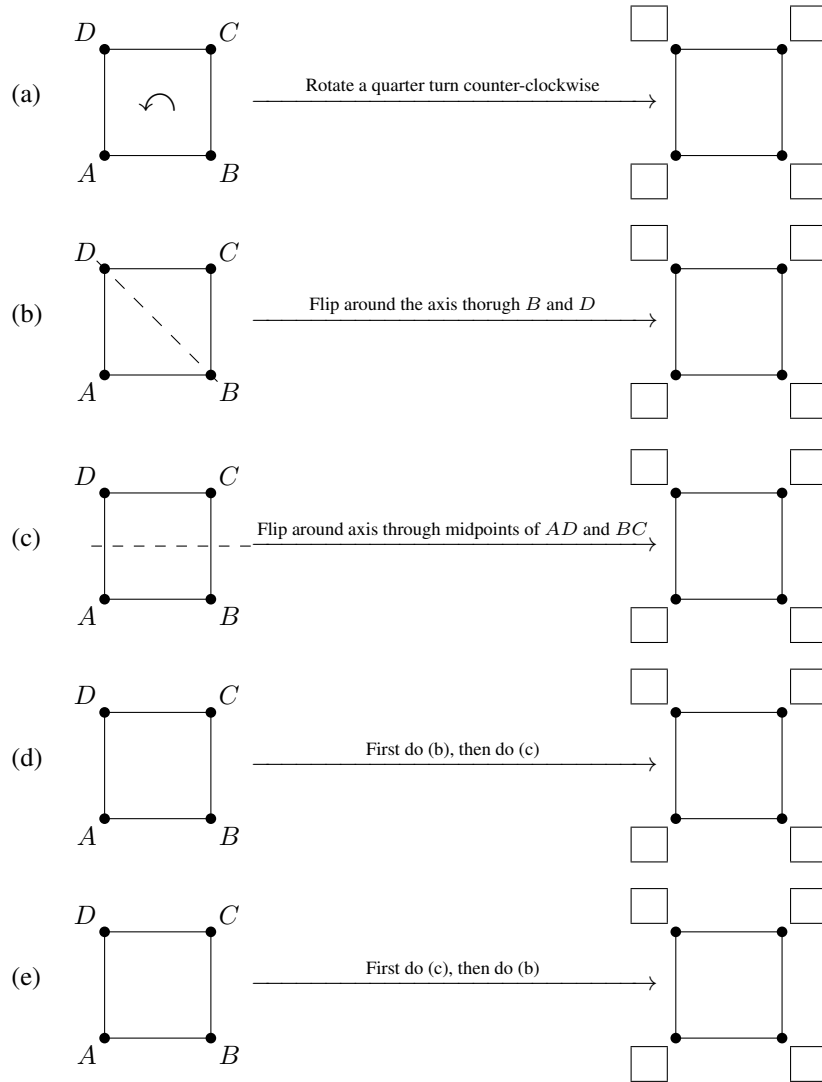 D C
(a) Rotate a quarter turn counter-clockwise
A B
D C
(b) Flip around the axis thorugh B and D
A B
D C
(c) Flip around axis through midpoints of AD and BC
A B
D C
(d) First do (b), then do (c)
A B
D C
(e) First do (c), then do (b)
A B